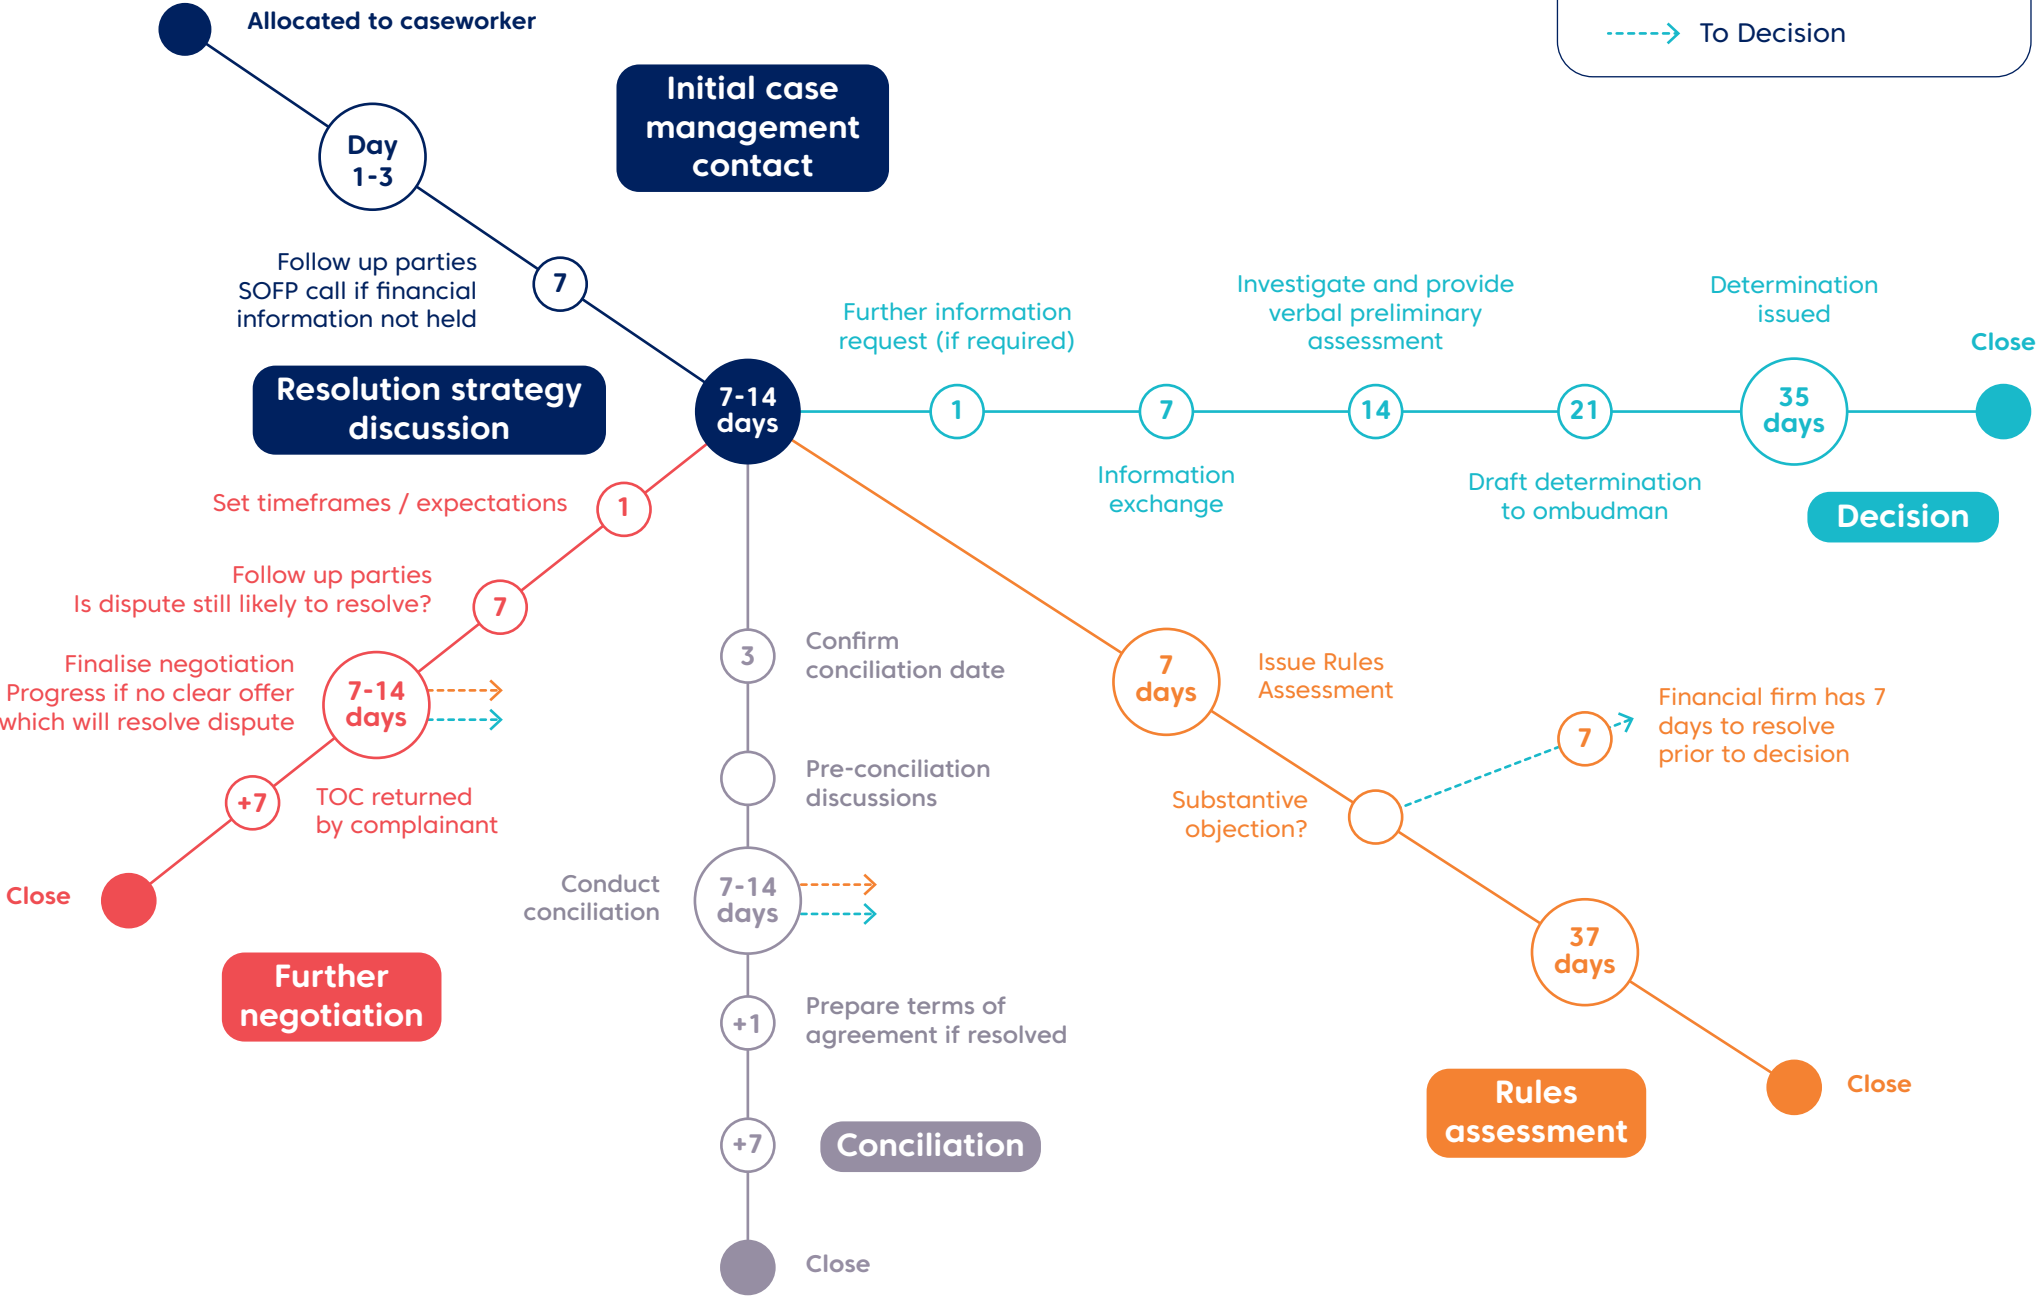 Allocated to caseworker
To Decision
Initial case
management
contact
Day
1-3
Follow up parties
SOFP call if financial
information not held
7
Resolution strategy
discussion
7-14
days
Further information
request (if required)
1
7
Information
exchange
Investigate and provide
verbal preliminary
assessment
14
21
Draft determination
to ombudman
Determination
issued
35
days
Close
Decision
Set timeframes / expectations
1
Follow up parties
Is dispute still likely to resolve?
7
Finalise negotiation
Progress if no clear offer
which will resolve dispute
7-14
days
+7
TOC returned
by complainant
Close
Further
negotiation
3
Confirm
conciliation date
Pre-conciliation
discussions
Conduct
conciliation
7-14
days
+1
Prepare terms of
agreement if resolved
+7
Conciliation
Close
7
days
Issue Rules
Assessment
Substantive
objection?
7
Financial firm has 7
days to resolve
prior to decision
37
days
Rules
assessment
Close